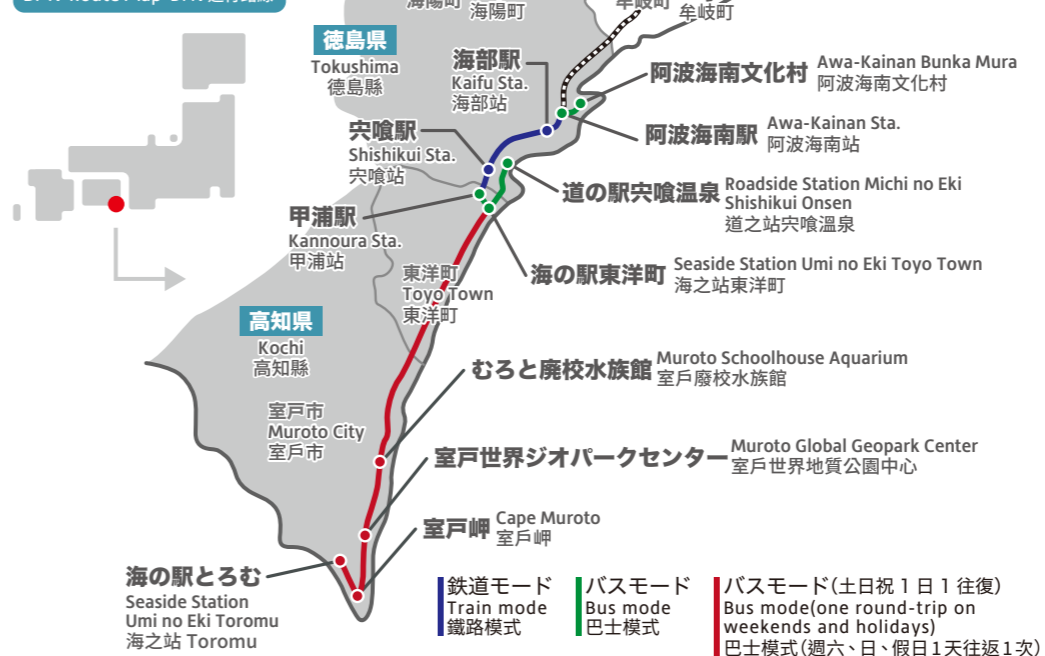 DMV Route Map
海陽町
海陽町
牟岐町
牟岐町
徳島県
Tokushima
德島縣
海部駅
Kaifu Sta.
海部站
阿波海南文化村
Awa-Kainan Bunka Mura
阿波海南文化村
阿波海南駅
Awa-Kainan Sta.
阿波海南站
宍喰駅
Shishikui Sta.
宍喰站
道の駅宍喰温泉
Roadside Station Michi no Eki
Shishikui Onsen
道之站宍喰溫泉
甲浦駅
Kannoura Sta.
甲浦站
海の駅東洋町
Seaside Station Umi no Eki Toyo Town
海之站東洋町
東洋町
Toyo Town
東洋町
高知県
Kochi
高知縣
むろと廃校水族館
Muroto Schoolhouse Aquarium
室戶廢校水族館
室戸市
Muroto City
室戶市
室戸世界ジオパークセンター
Muroto Global Geopark Center
室戶世界地質公園中心
室戸岬
Cape Muroto
室戶岬
海の駅とろむ
Seaside Station
Umi no Eki Toromu
海之站 Toromu
鉄道モード
Train mode
鐵路模式
バスモード
Bus mode
巴士模式
バスモード(土日祝 1 日 1 往復)
Bus mode(one round-trip on
weekends and holidays)
巴士模式(週六、日、假日1天往返1次)